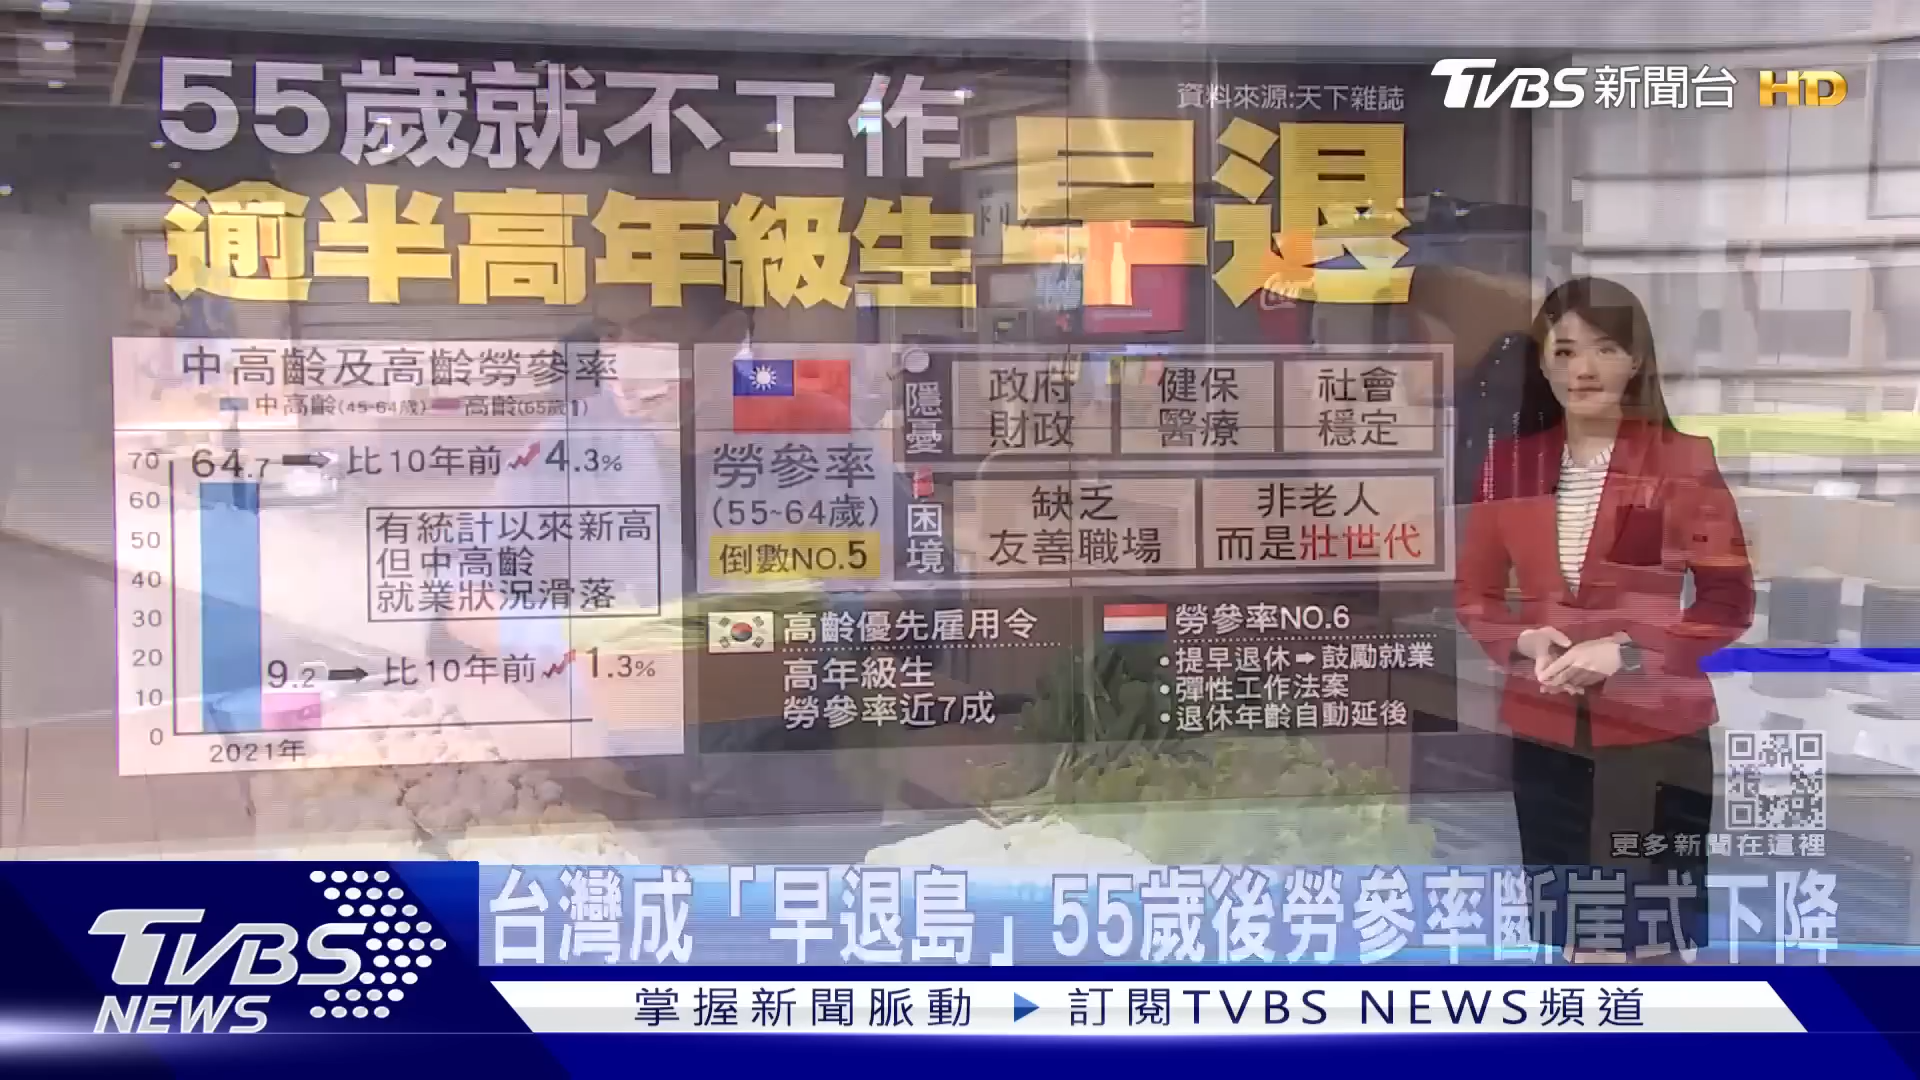 55歲就不工作
資料來源:天下雜誌
TVBS新聞台 HD
逾半高年級生 早退
中高齡及高齡勞參率
中高齡(45-64歲) 高齡(65歲↑)
64.7 → 比10年前 4.3%
70
60
50
40
30
20
10
0
有統計以來新高
但中高齡
就業狀況滑落
9.2 → 比10年前 1.3%
2021年
勞參率
(55~64歲)
倒數NO.5
隱憂
政府
財政
健保
醫療
社會
穩定
困境
缺乏
友善職場
非老人
而是壯世代
高齡優先雇用令
高年級生
勞參率近7成
勞參率NO.6
•提早退休→鼓勵就業
•彈性工作法案
•退休年齡自動延後
更多新聞在這裡
台灣成「早退島」55歲後勞參率斷崖式下降
TVBS
NEWS
掌握新聞脈動 ▶ 訂閱TVBS NEWS頻道